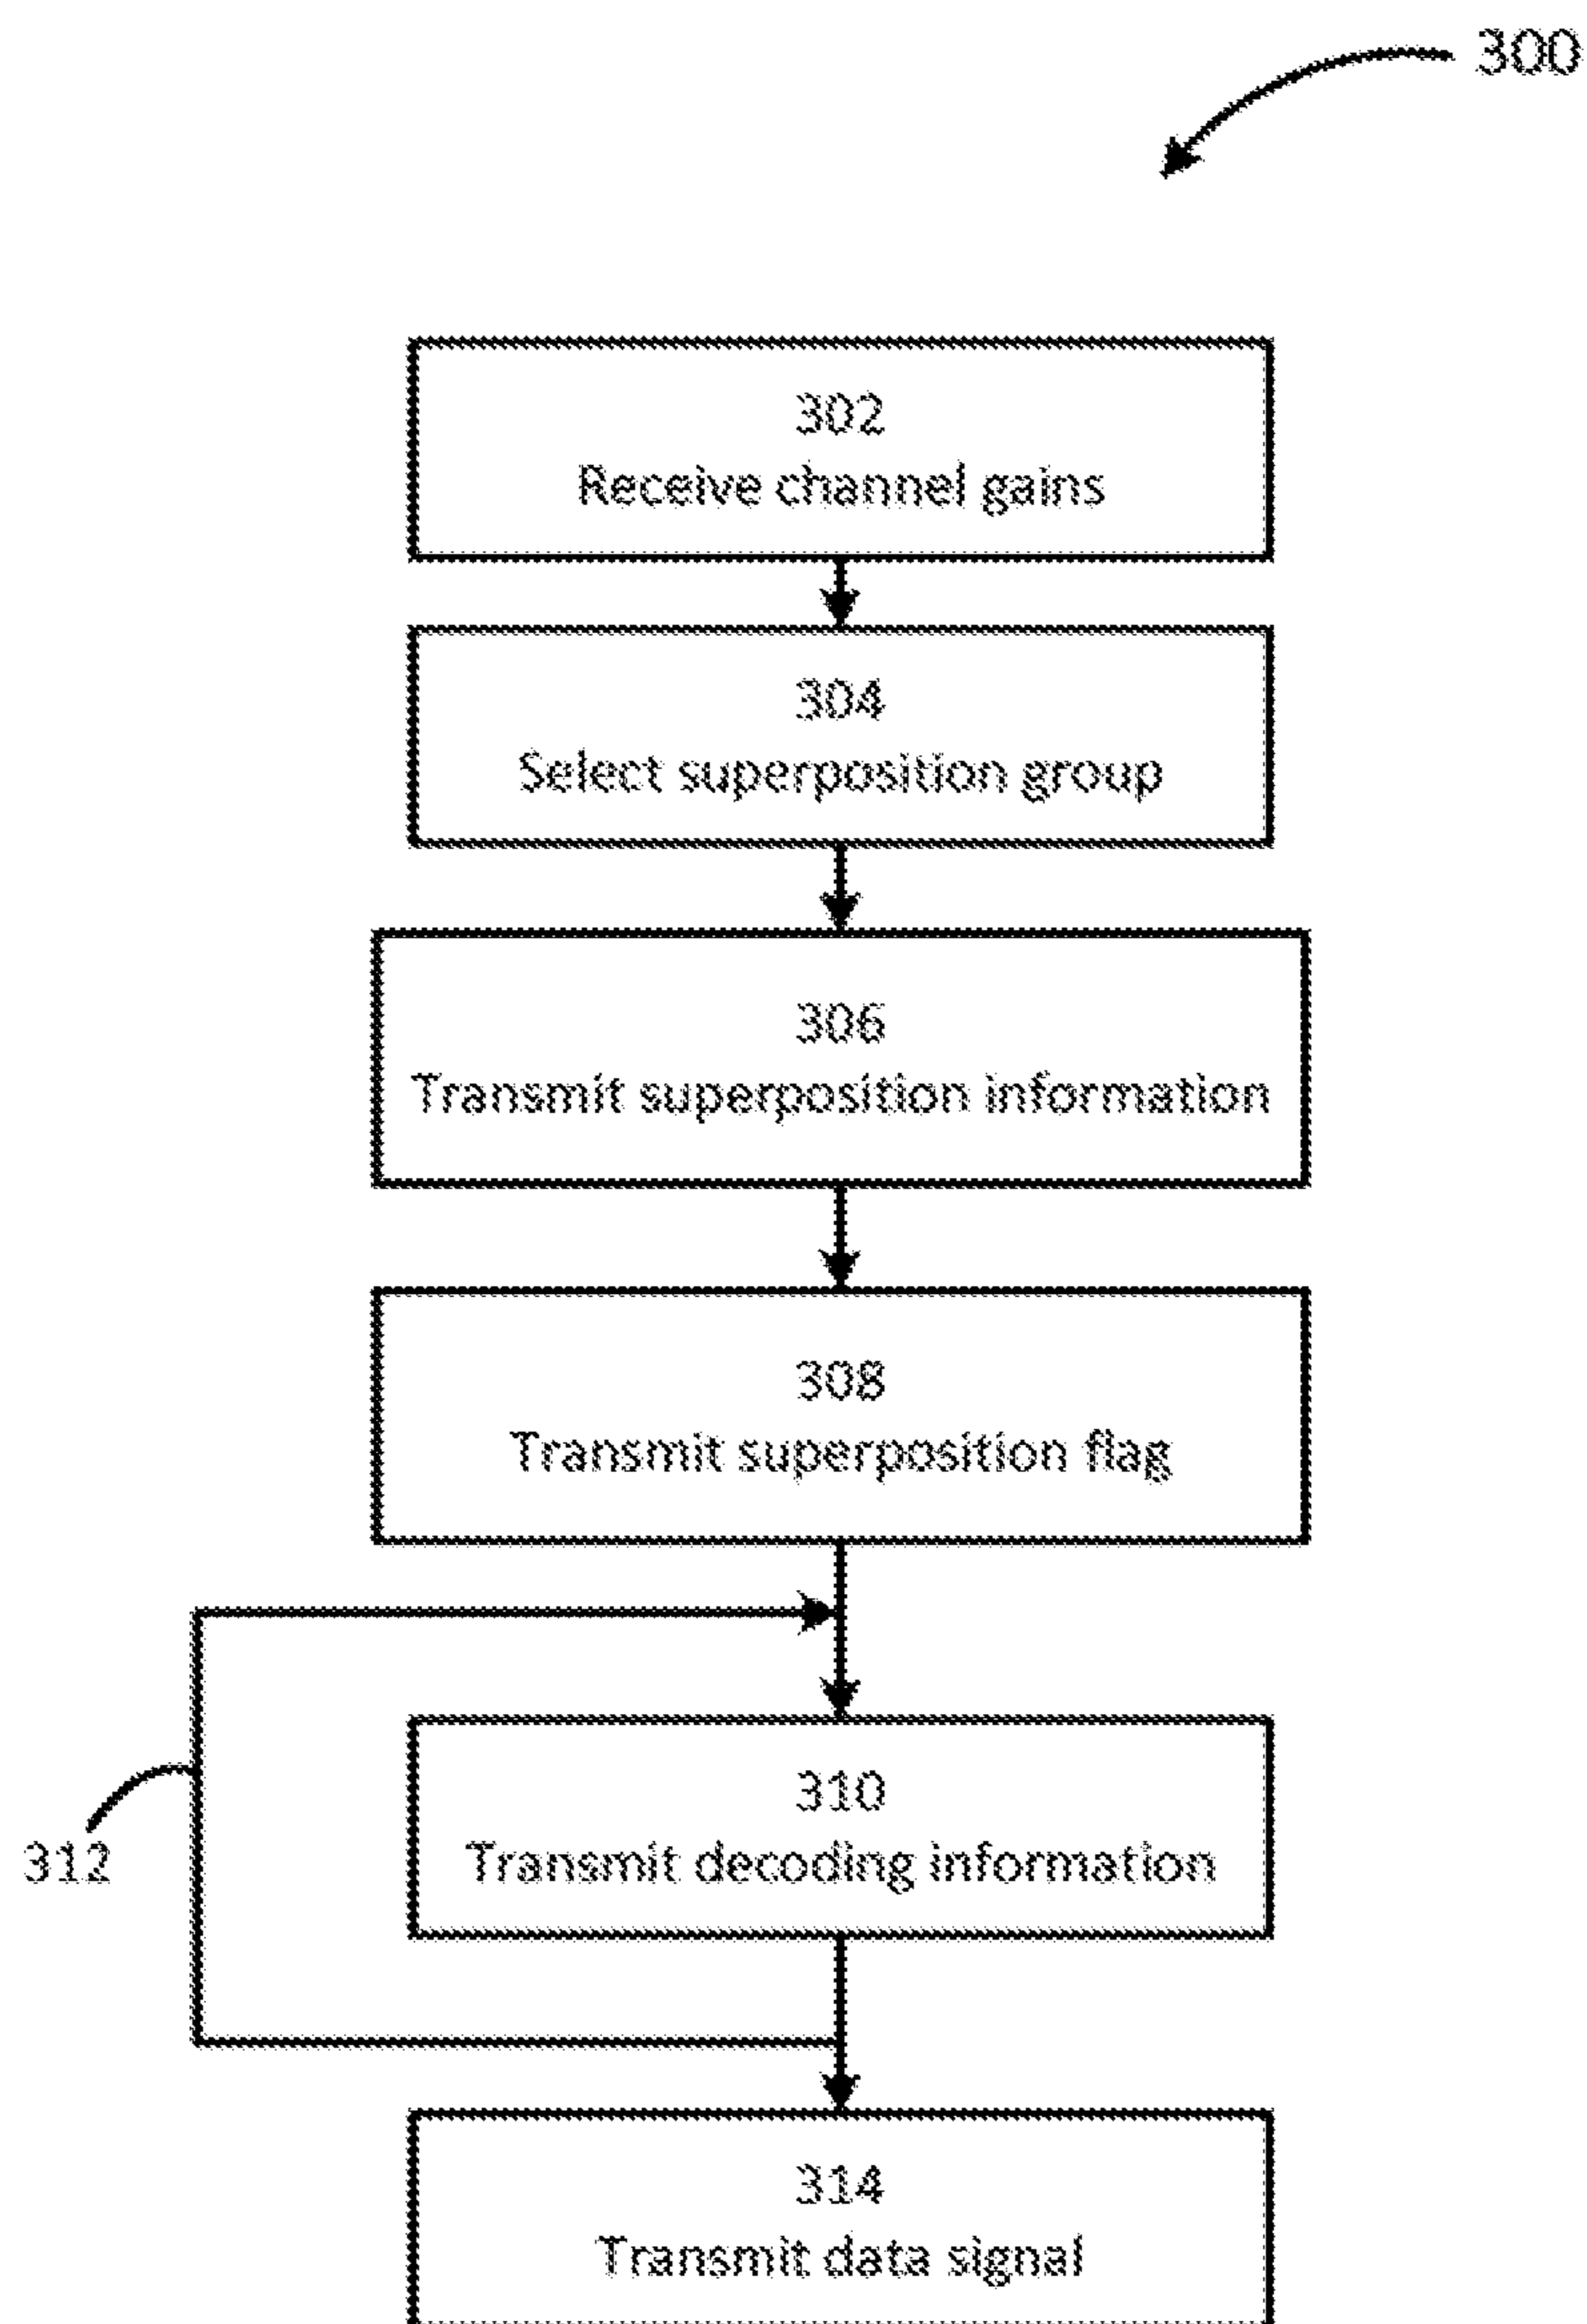 300
302
Receive channel gains
304
Select superposition group
306
Transmit superposition information
308
Transmit superposition flag
310
Transmit decoding information
312
314
Transmit data signal